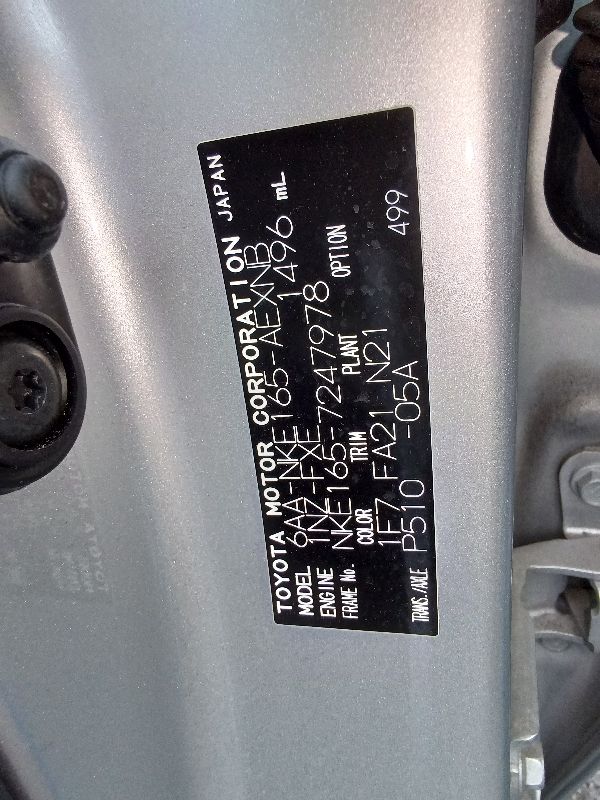 TOYOTA MOTOR CORPORATION JAPAN
MODEL 6AA-NKE165-AEXNB
ENGINE 1NZ-FXE 1496 mL
FRAME No. NKE165-7247978
COLOR TRIM PLANT OPTION
1F7 FA21 N21 499
TRANS./AXLE P510 -05A